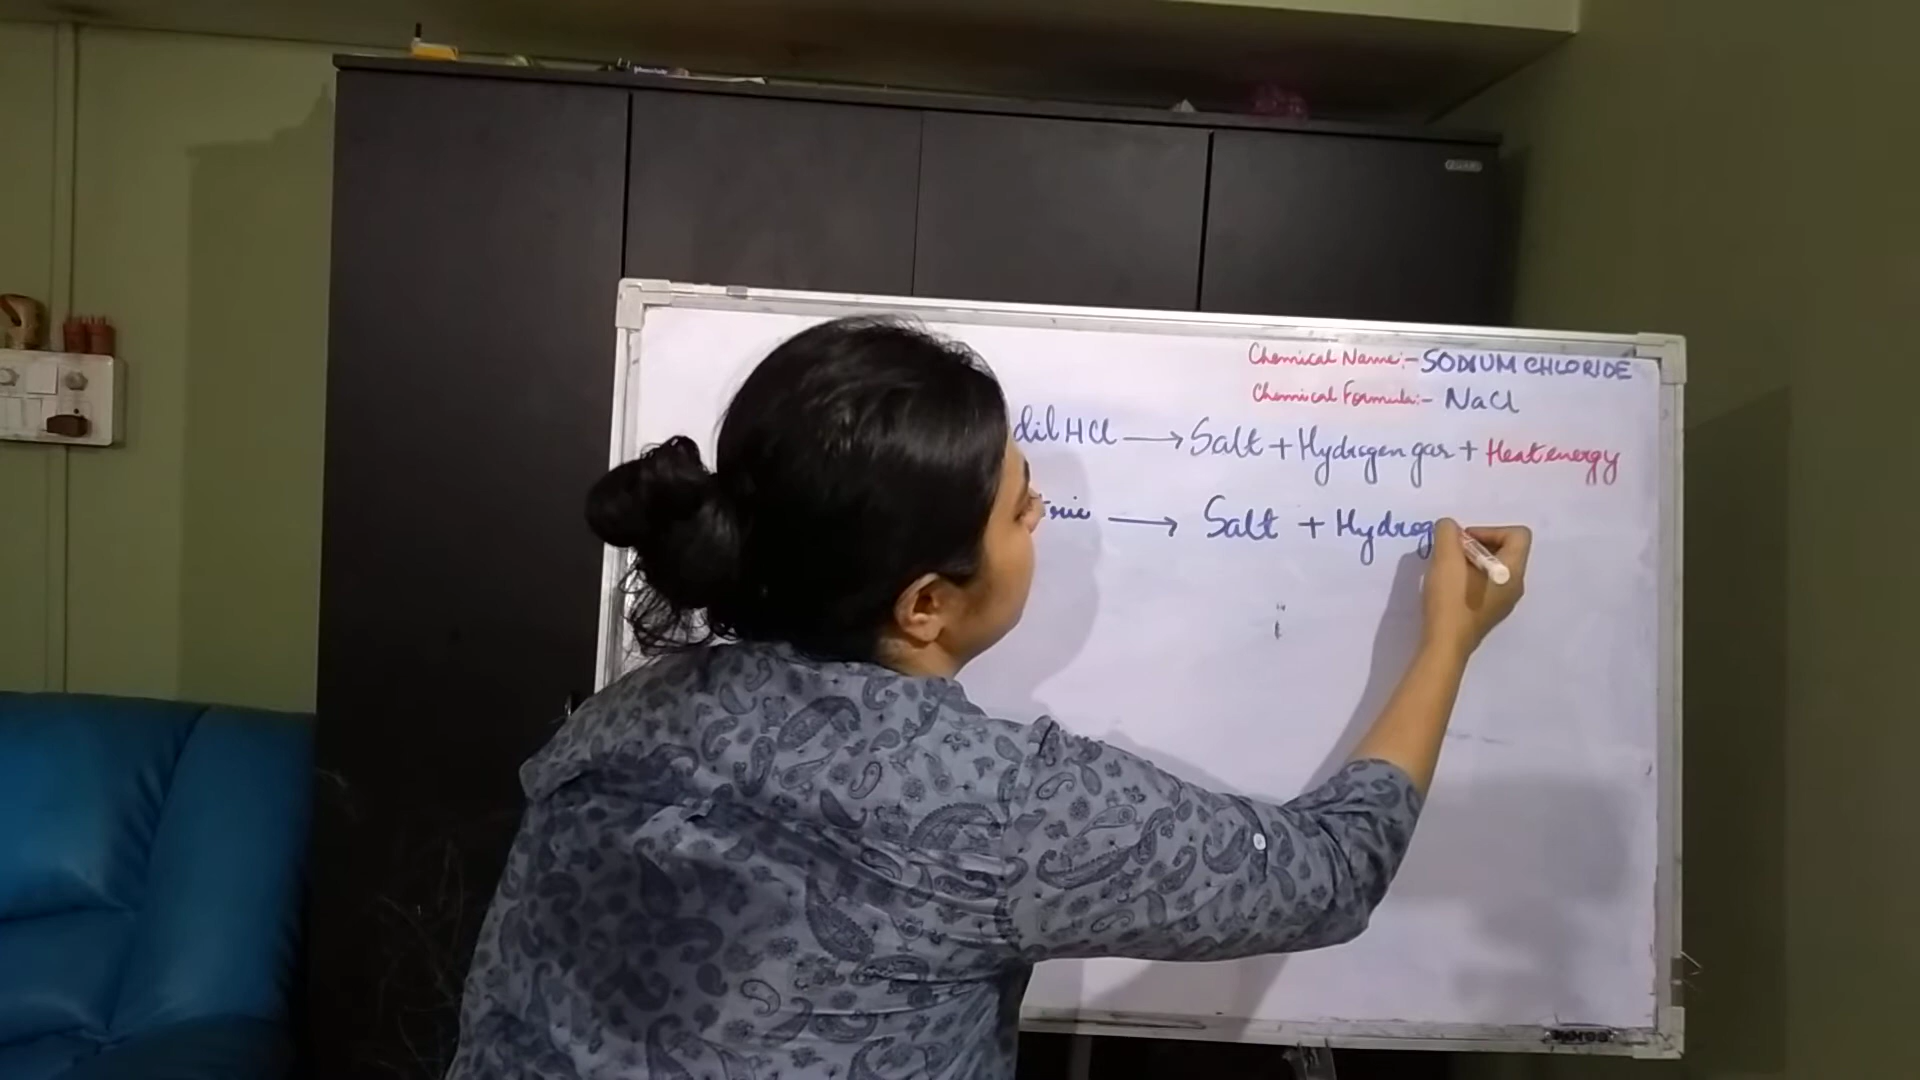 Chemical Name:- SODIUM CHLORIDE
Chemical Formula:- NaCl
dil HCl → Salt + Hydrogen gas + Heat energy
→ Salt + Hydrog